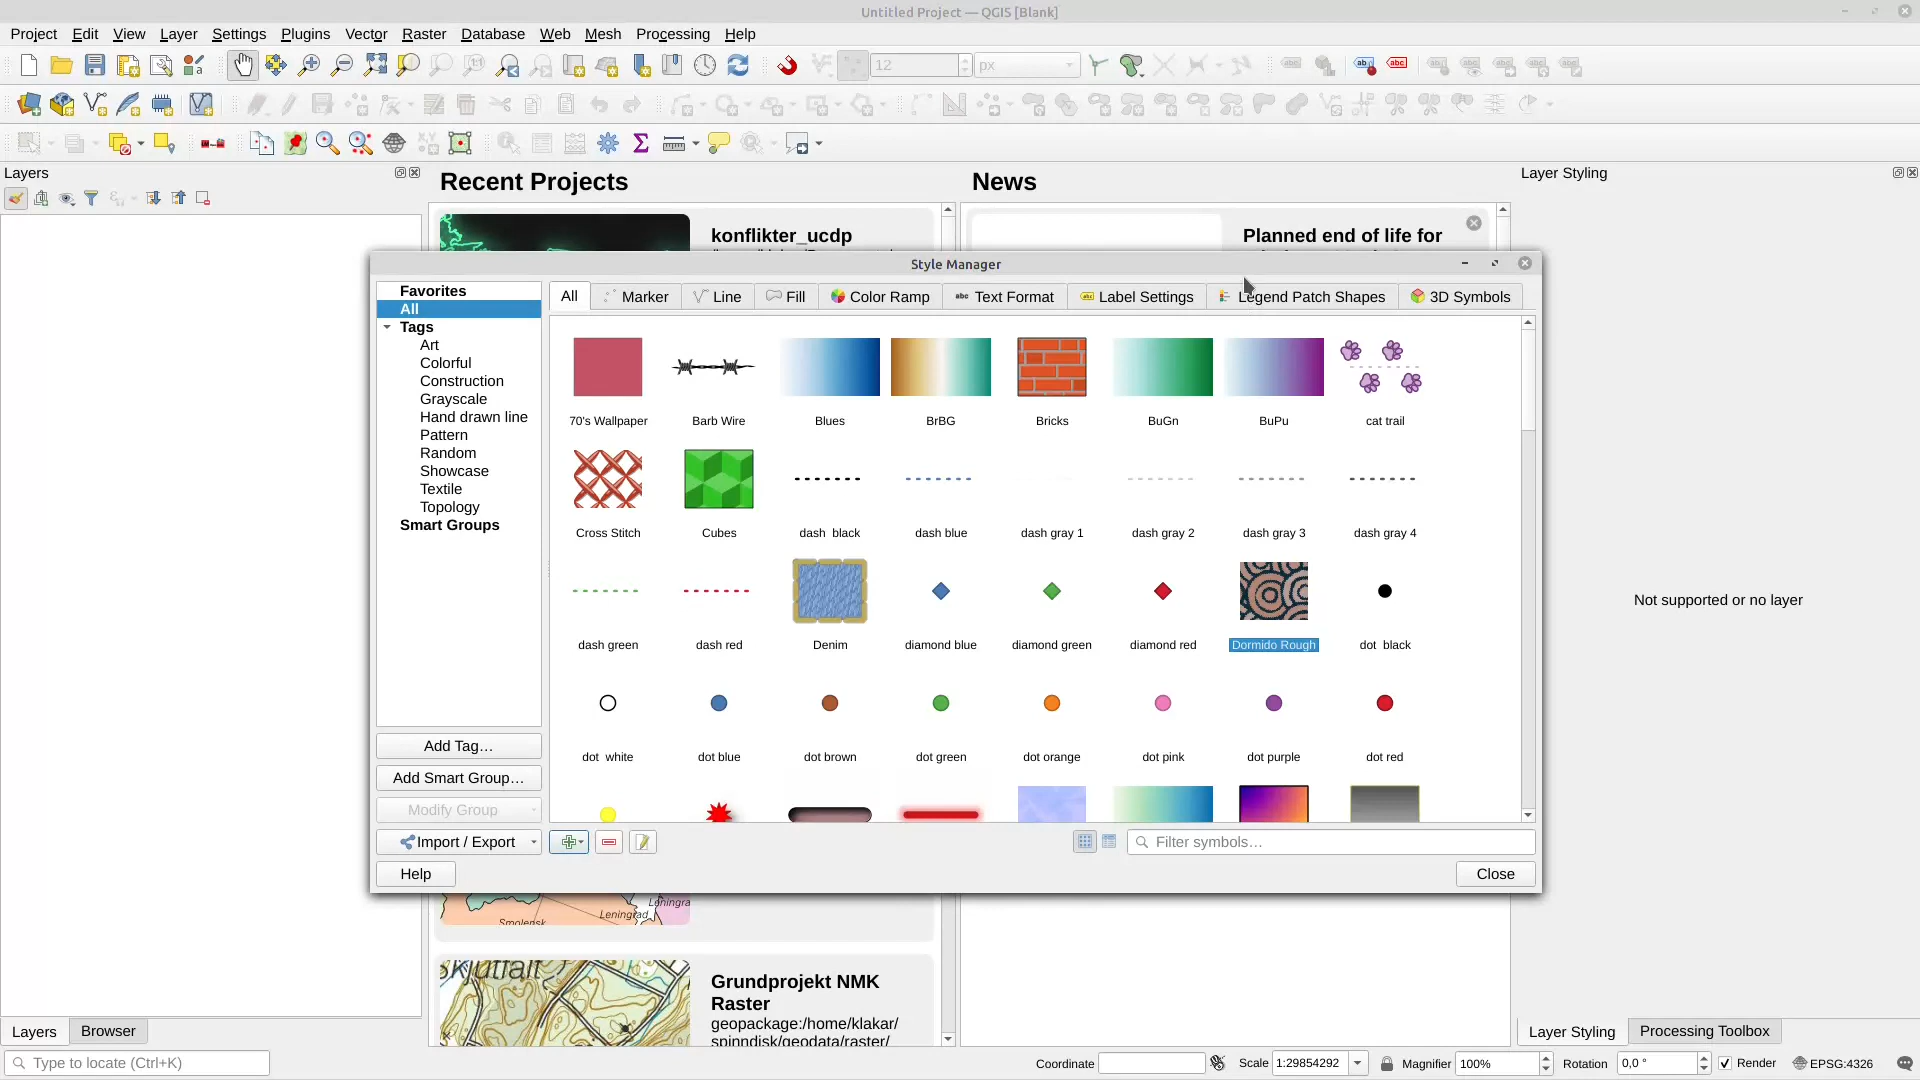 Untitled Project — QGIS [Blank]
Project Edit View Layer Settings Plugins Vector Raster Database Web Mesh Processing Help
12 px
Layers
Recent Projects
News
Layer Styling
konflikter_ucdp
Planned end of life for
Style Manager
Favorites
All
Tags
Art
Colorful
Construction
Grayscale
Hand drawn line
Pattern
Random
Showcase
Textile
Topology
Smart Groups
All Marker Line Fill Color Ramp Text Format Label Settings Legend Patch Shapes 3D Symbols
70's Wallpaper Barb Wire Blues BrBG Bricks BuGn BuPu cat trail
Cross Stitch Cubes dash  black dash blue dash gray 1 dash gray 2 dash gray 3 dash gray 4
dash green dash red Denim diamond blue diamond green diamond red Dormido Rough dot  black
dot  white dot blue dot brown dot green dot orange dot pink dot purple dot red
Add Tag…
Add Smart Group…
Modify Group
Import / Export
Filter symbols…
Help
Close
Not supported or no layer
Smolensk
Leningrad
Leningra
Grundprojekt NMK
Raster
geopackage:/home/klakar/
spinndisk/geodata/raster/
Layers Browser
Layer Styling Processing Toolbox
Type to locate (Ctrl+K)
Coordinate Scale 1:29854292 Magnifier 100% Rotation 0,0 ° Render EPSG:4326